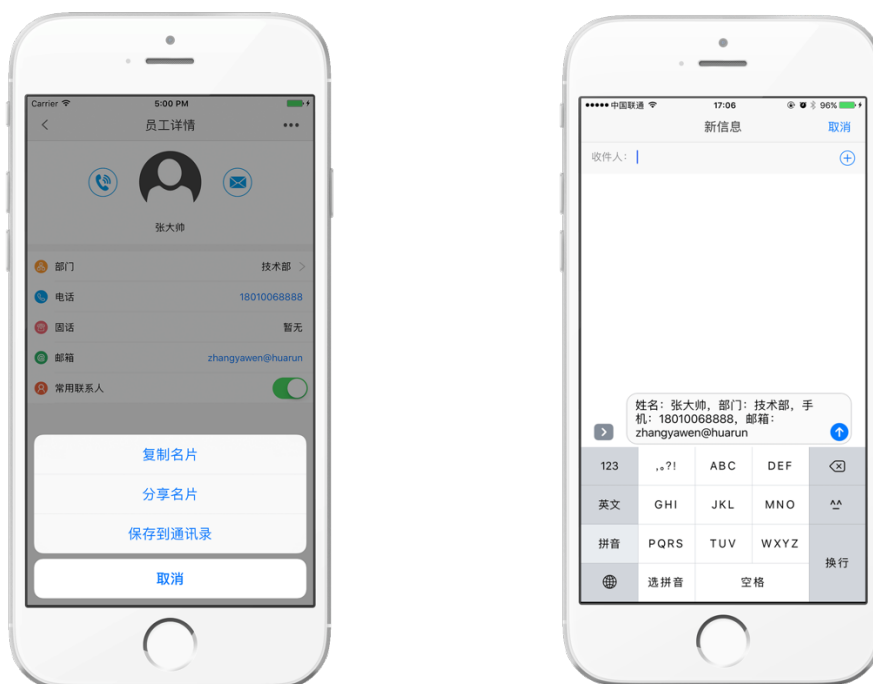 Carrier 5:00 PM
员工详情
张大帅
部门 技术部
电话 18010068888
固话 暂无
邮箱 zhangyawen@huarun
常用联系人
复制名片
分享名片
保存到通讯录
取消
中国联通 17:06 96%
新信息 取消
收件人：
姓名：张大帅，部门：技术部，手
机：18010068888，邮箱：
zhangyawen@huarun
123 ,。?! ABC DEF
英文 GHI JKL MNO ^^
拼音 PQRS TUV WXYZ
换行
选拼音 空格